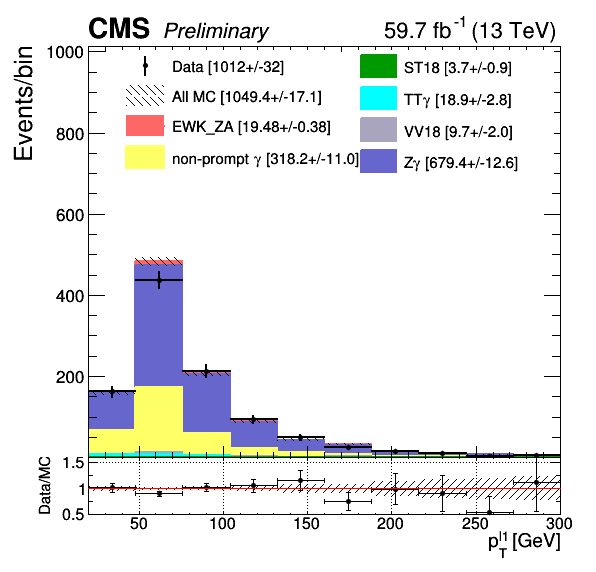 CMS Preliminary 59.7 fb⁻¹ (13 TeV)
Events/bin
1000
800
600
400
200
Data [1012+/-32]
All MC [1049.4+/-17.1]
EWK_ZA [19.48+/-0.38]
non-prompt γ [318.2+/-11.0]
ST18 [3.7+/-0.9]
TTγ [18.9+/-2.8]
VV18 [9.7+/-2.0]
Zγ [679.4+/-12.6]
Data/MC
1.5
1
0.5
50 100 150 200 250 300
p_T^l1 [GeV]